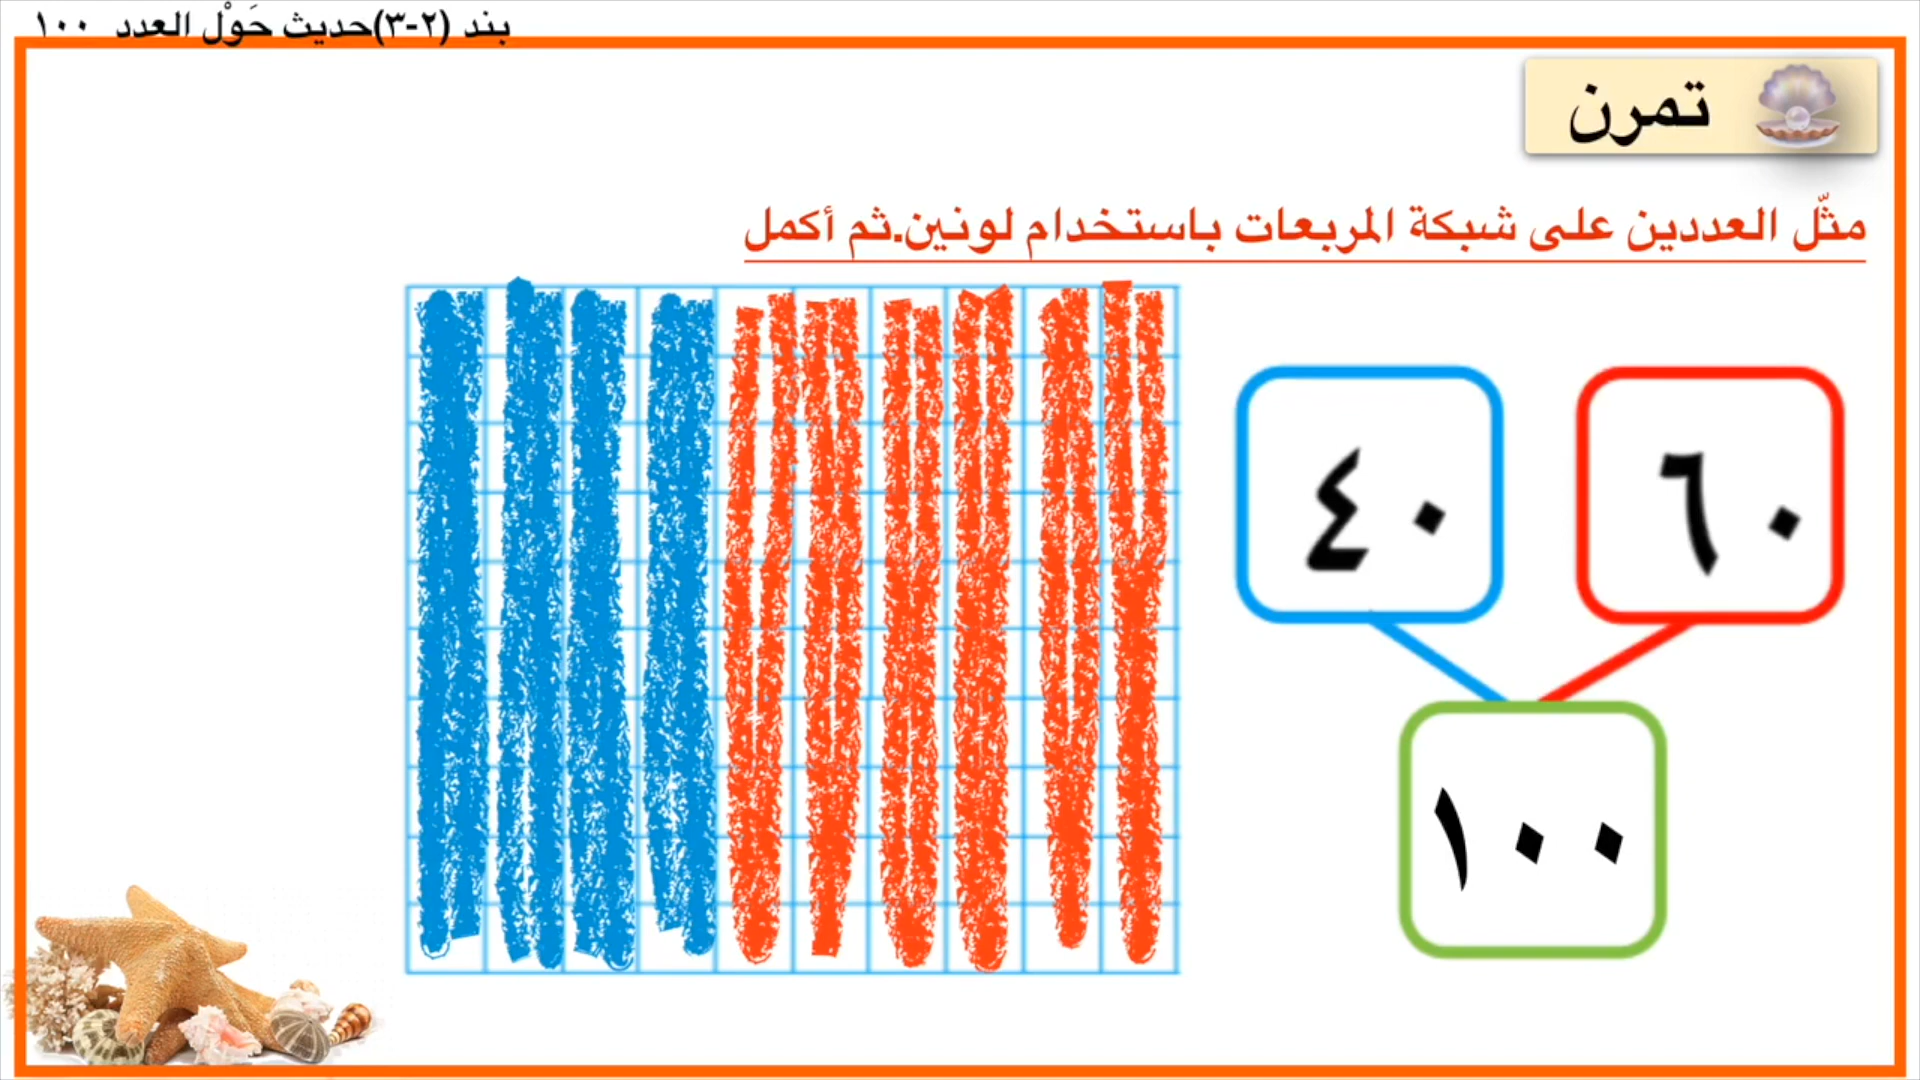 بند (٢-٣)حديث حَوْل العدد ١٠٠
تمرن
مثّل العددين على شبكة المربعات باستخدام لونين.ثم أكمل
٤٠
٦٠
١٠٠